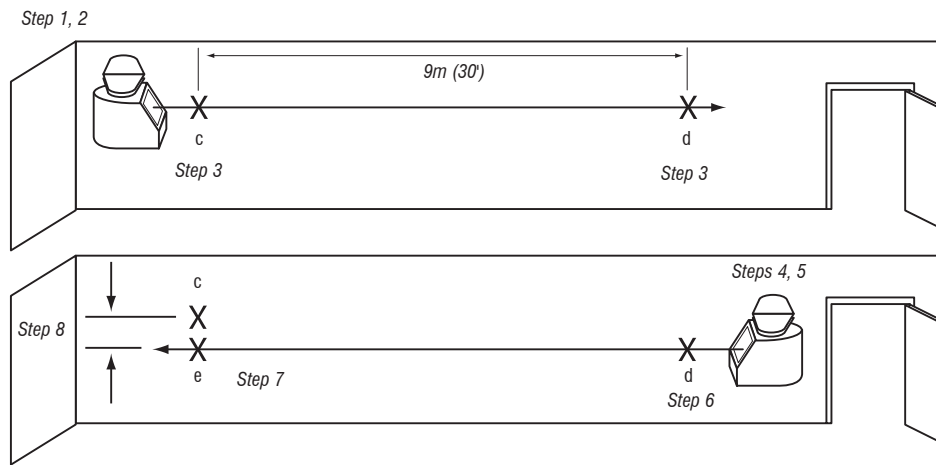 Step 1, 2
9m (30')
c
d
Step 3
Step 3
c
Steps 4, 5
Step 8
e
Step 7
d
Step 6